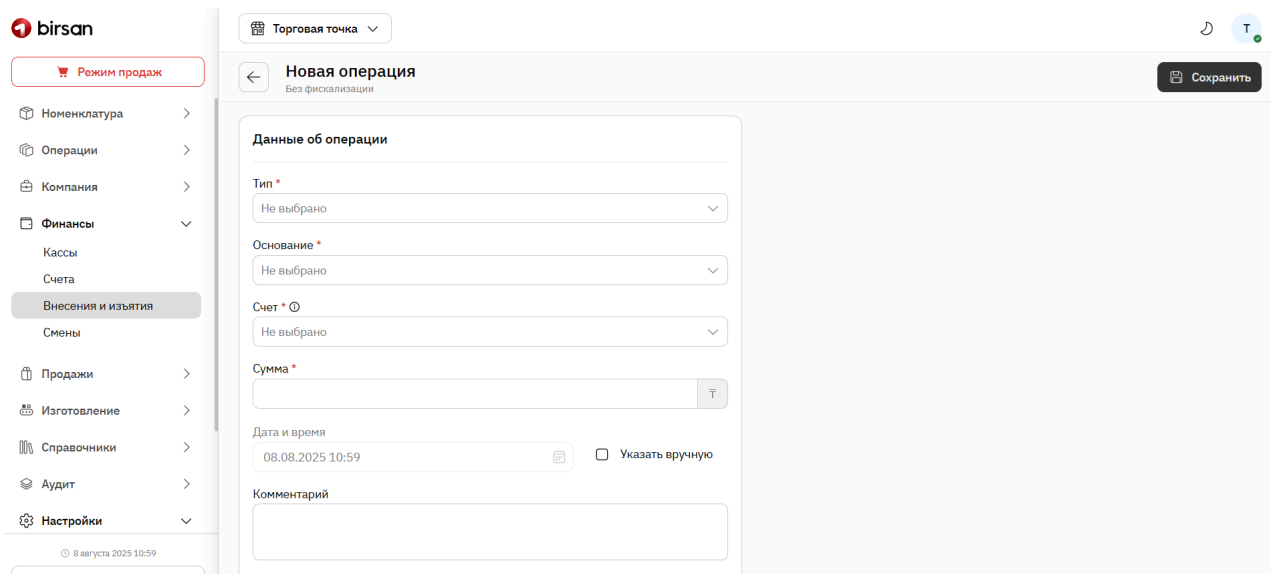 birsan
Торговая точка
Т
Режим продаж
Новая операция
Без фискализации
Сохранить
Номенклатура
Операции
Компания
Финансы
Кассы
Счета
Внесения и изъятия
Смены
Продажи
Изготовление
Справочники
Аудит
Настройки
8 августа 2025 10:59
Данные об операции
Тип *
Не выбрано
Основание *
Не выбрано
Счет *
Не выбрано
Сумма *
₸
Дата и время
08.08.2025 10:59
Указать вручную
Комментарий